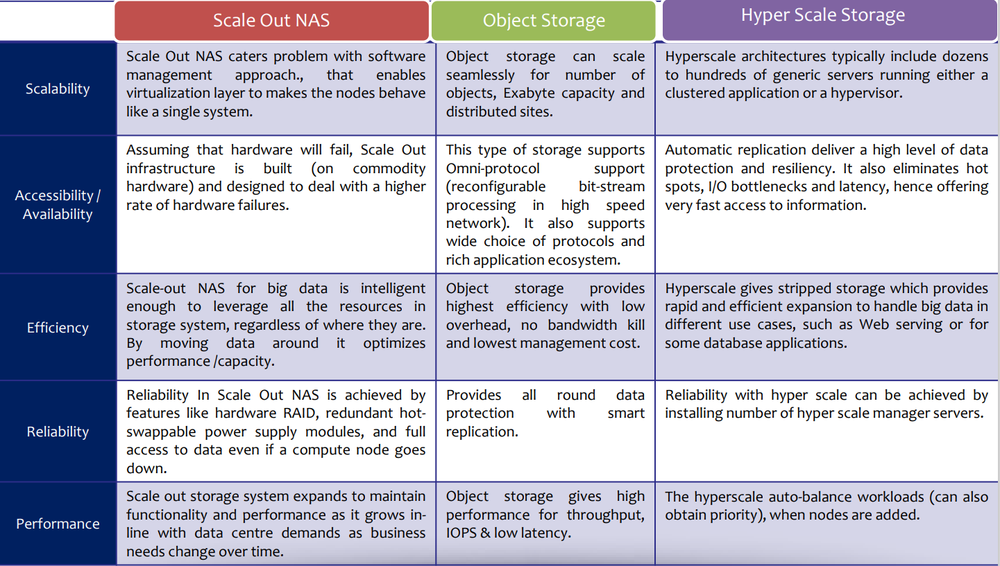 Scale Out NAS
Object Storage
Hyper Scale Storage
Scalability
Scale Out NAS caters problem with software
management approach., that enables
virtualization layer to makes the nodes behave
like a single system.
Object storage can scale
seamlessly for number of
objects, Exabyte capacity and
distributed sites.
Hyperscale architectures typically include dozens
to hundreds of generic servers running either a
clustered application or a hypervisor.
Accessibility /
Availability
Assuming that hardware will fail, Scale Out
infrastructure is built (on commodity
hardware) and designed to deal with a higher
rate of hardware failures.
This type of storage supports
Omni-protocol support
(reconfigurable bit-stream
processing in high speed
network). It also supports
wide choice of protocols and
rich application ecosystem.
Automatic replication deliver a high level of data
protection and resiliency. It also eliminates hot
spots, I/O bottlenecks and latency, hence offering
very fast access to information.
Efficiency
Scale-out NAS for big data is intelligent
enough to leverage all the resources in
storage system, regardless of where they are.
By moving data around it optimizes
performance /capacity.
Object storage provides
highest efficiency with low
overhead, no bandwidth kill
and lowest management cost.
Hyperscale gives stripped storage which provides
rapid and efficient expansion to handle big data in
different use cases, such as Web serving or for
some database applications.
Reliability
Reliability In Scale Out NAS is achieved by
features like hardware RAID, redundant hot-
swappable power supply modules, and full
access to data even if a compute node goes
down.
Provides all round data
protection with smart
replication.
Reliability with hyper scale can be achieved by
installing number of hyper scale manager servers.
Performance
Scale out storage system expands to maintain
functionality and performance as it grows in-
line with data centre demands as business
needs change over time.
Object storage gives high
performance for throughput,
IOPS & low latency.
The hyperscale auto-balance workloads (can also
obtain priority), when nodes are added.